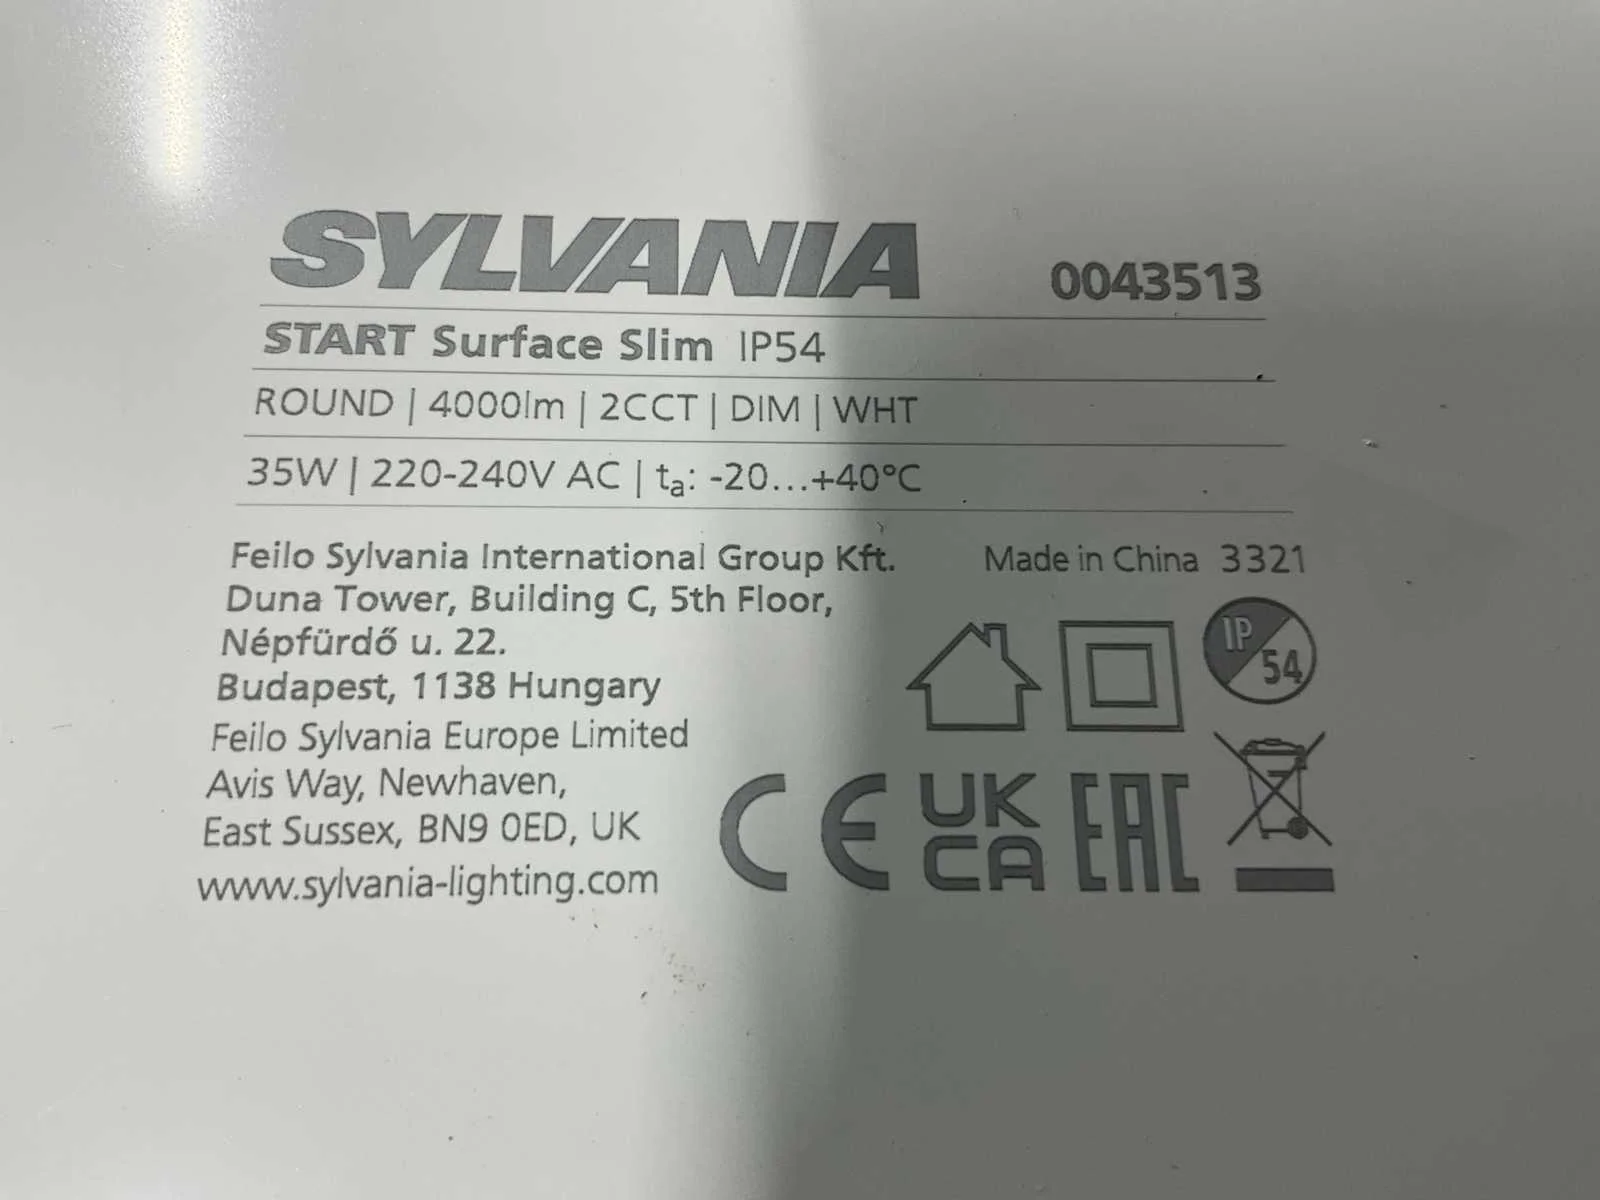 SYLVANIA 0043513
START Surface Slim IP54
ROUND | 4000lm | 2CCT | DIM | WHT
35W | 220-240V AC | ta: -20...+40°C
Feilo Sylvania International Group Kft.
Duna Tower, Building C, 5th Floor,
Népfürdő u. 22.
Budapest, 1138 Hungary
Feilo Sylvania Europe Limited
Avis Way, Newhaven,
East Sussex, BN9 0ED, UK
www.sylvania-lighting.com
Made in China 3321
IP
54
CE UK
CA EAC